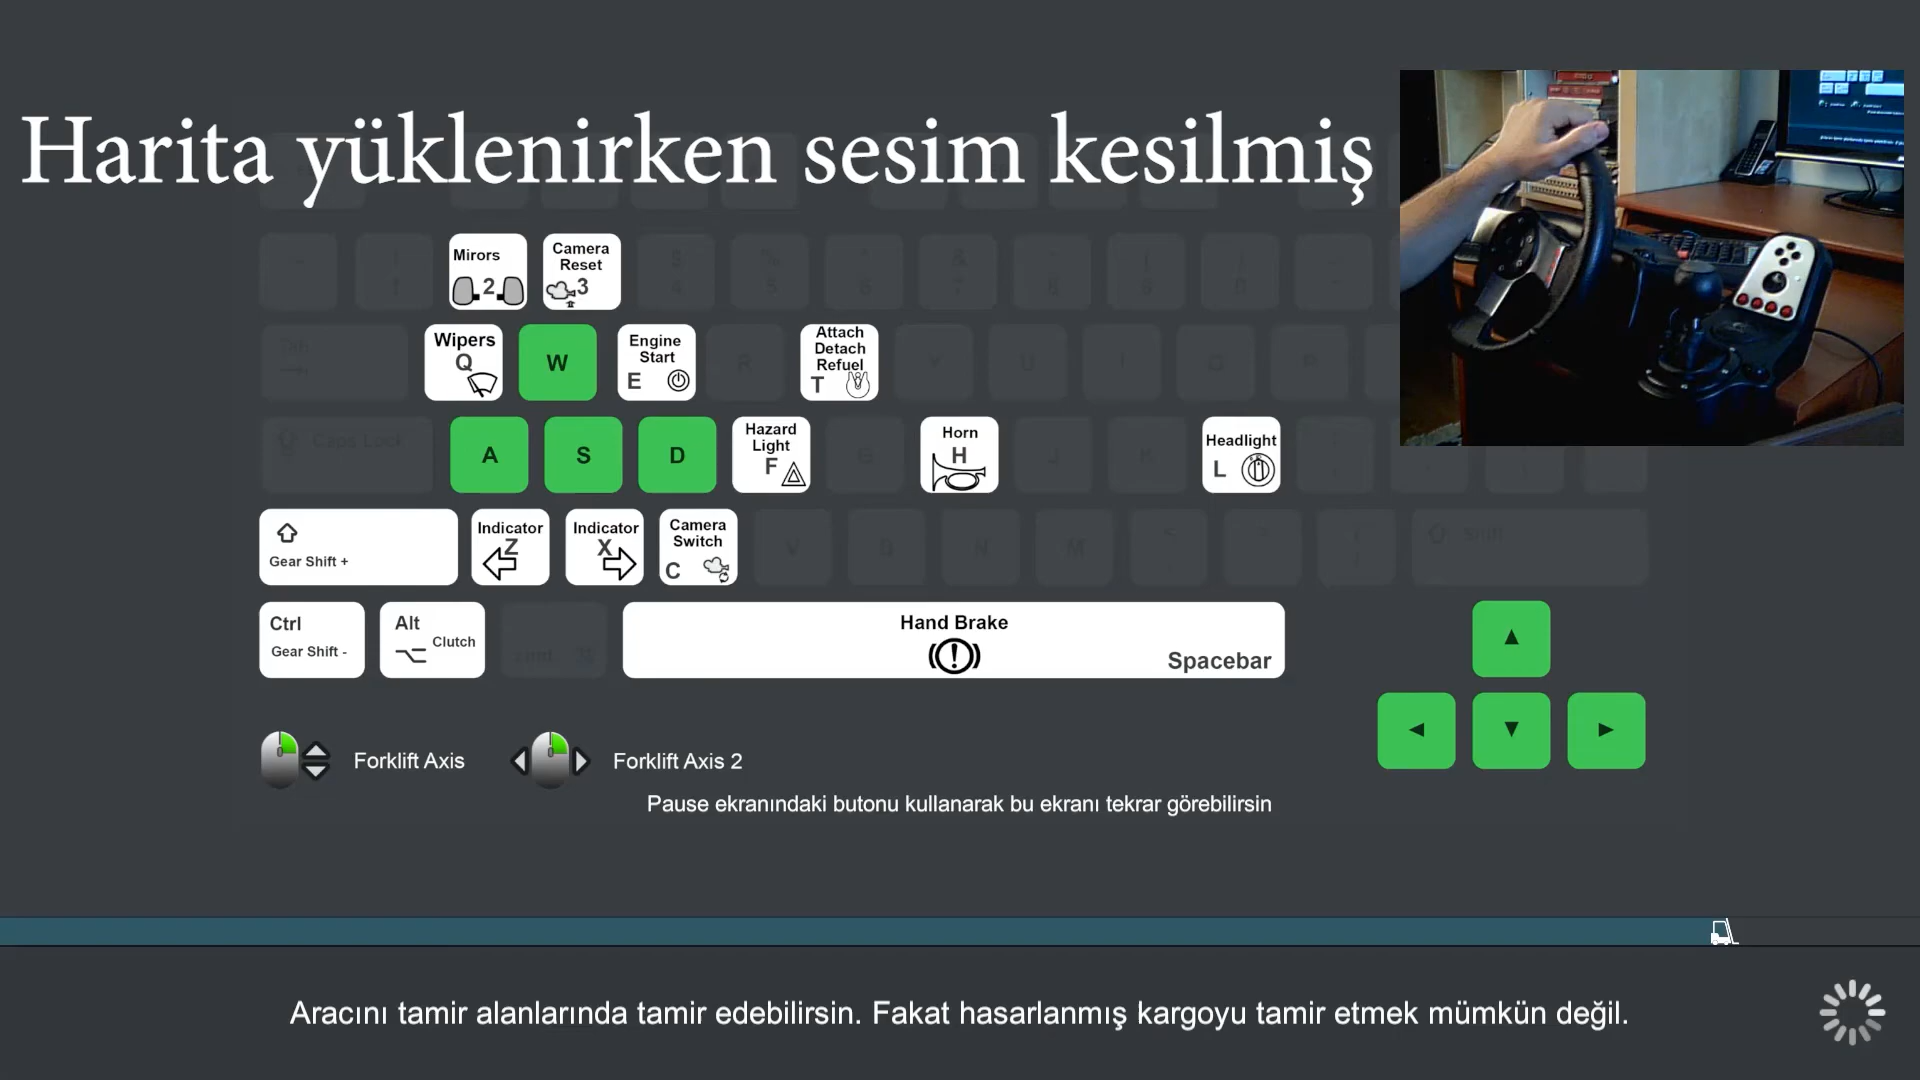 Harita yüklenirken sesim kesilmiş
Mirors
2
Camera
Reset
3
Wipers
Q
W
Engine
Start
E
R
Attach
Detach
Refuel
T
Caps Lock
A
S
D
Hazard
Light
F
G
Horn
H
Headlight
L
Gear Shift +
Indicator
Z
Indicator
X
Camera
Switch
C
V
B
N
M
Shift
Ctrl
Gear Shift -
Alt
Clutch
Hand Brake
Spacebar
Forklift Axis
Forklift Axis 2
Pause ekranındaki butonu kullanarak bu ekranı tekrar görebilirsin
Aracını tamir alanlarında tamir edebilirsin. Fakat hasarlanmış kargoyu tamir etmek mümkün değil.